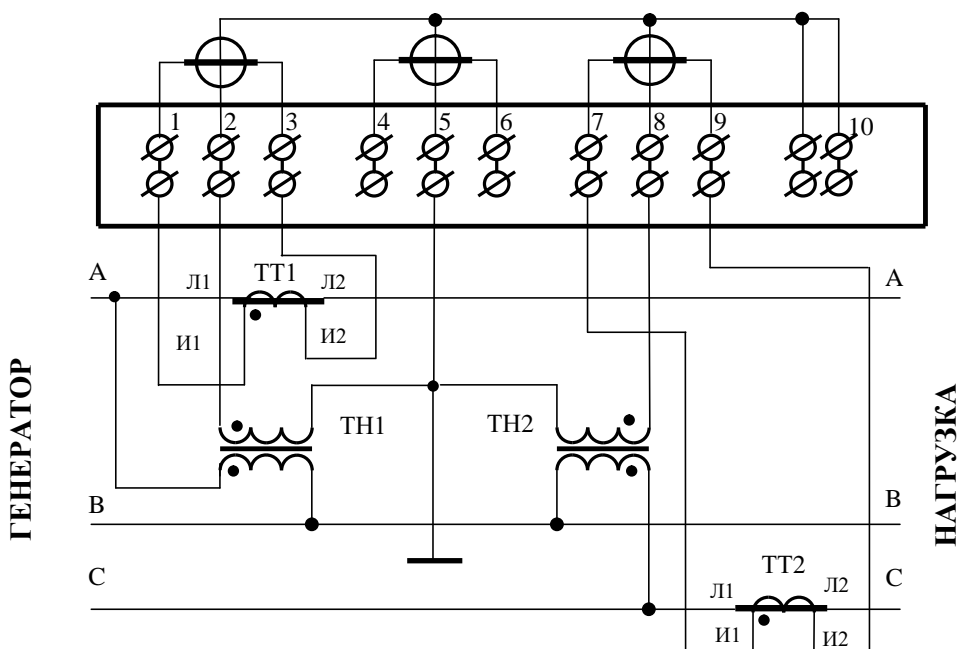 1 2 3 4 5 6 7 8 9 10
А Л1 ТТ1 Л2 А
И1 И2
ТН1 ТН2
ГЕНЕРАТОР
НАГРУЗКА
В В
С Л1 ТТ2 Л2 С
И1 И2